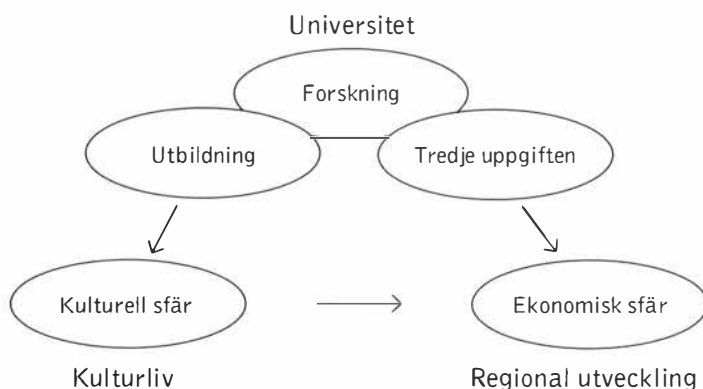 Universitet
Forskning
Utbildning
Tredje uppgiften
Kulturell sfär
Ekonomisk sfär
Kulturliv
Regional utveckling